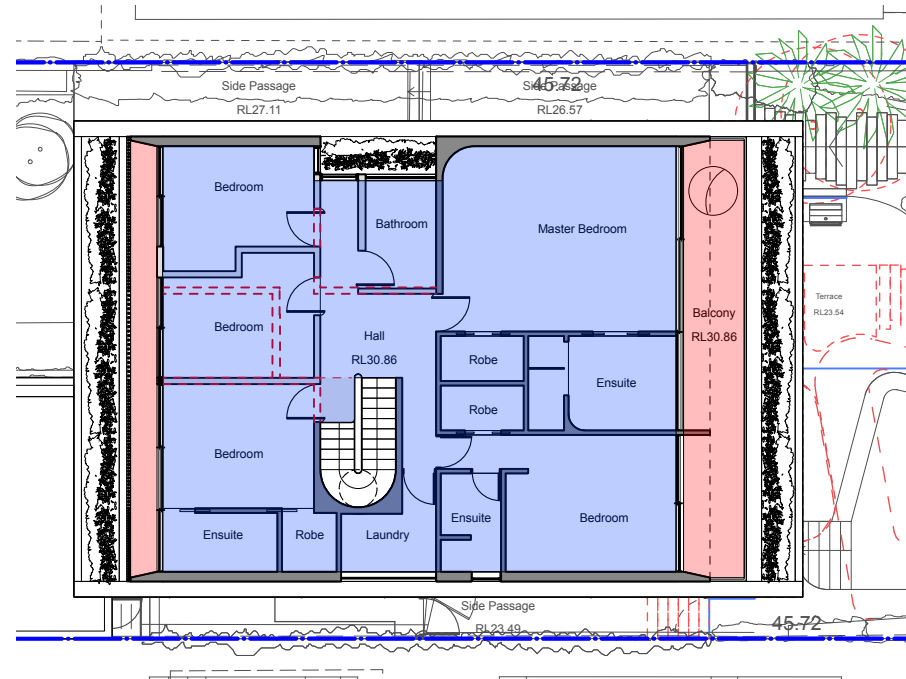 45.72
Side Passage
RL27.11
Side Passage
RL26.57
Bedroom
Bathroom
Master Bedroom
Terrace
RL23.54
Balcony
RL30.86
Bedroom
Hall
RL30.86
Robe
Ensuite
Robe
Bedroom
Ensuite
Robe
Laundry
Ensuite
Bedroom
Side Passage
RL23.49
45.72